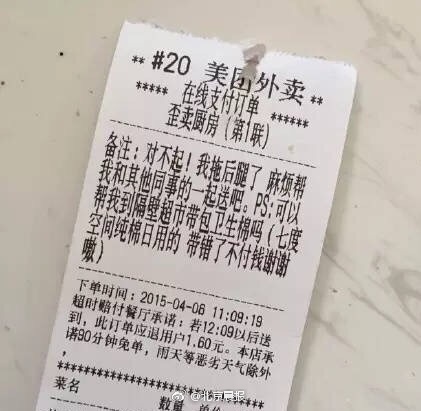 ** #20 美团外卖 **
***** 在线支付订单 *****
歪卖厨房（第1联）
备注：对不起！我拖后腿了 麻烦帮
我和其他同事的一起送吧。PS:可以
帮我到隔壁超市带包卫生棉吗（七度
空间纯棉日用的 带错了不付钱谢谢
嗷）
下单时间：2015-04-06 11:09:19
超时赔付餐厅承诺：若12:09以后送
到，此订单应退用户1.60元。本店承
诺90分钟免单，雨天等恶劣天气除外
，
****************************
菜名 数量 单价
@北京晨报